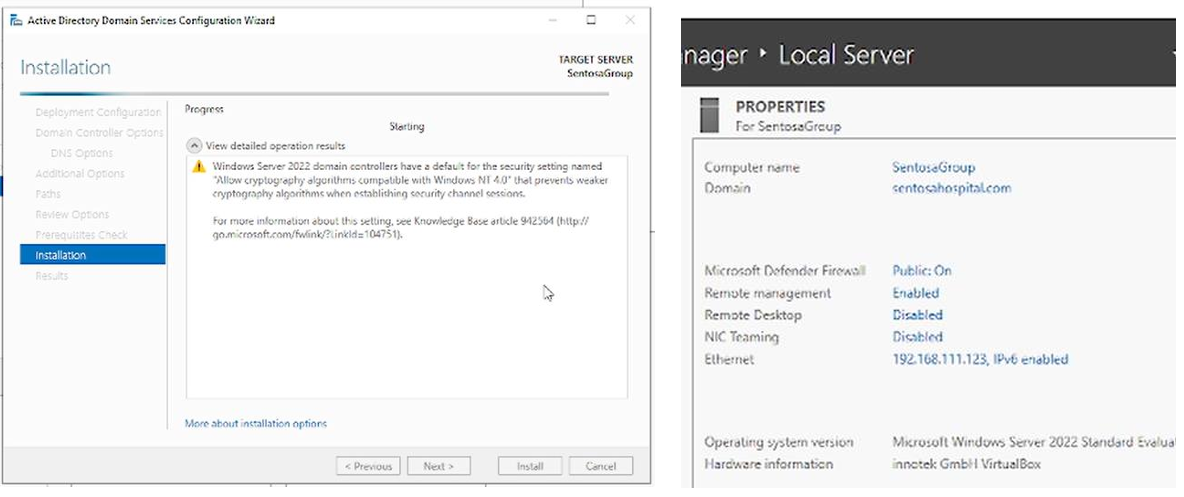 Active Directory Domain Services Configuration Wizard
Installation
TARGET SERVER
SentosaGroup
Deployment Configuration
Domain Controller Options
DNS Options
Additional Options
Paths
Review Options
Prerequisites Check
Installation
Results
Progress
Starting
View detailed operation results
Windows Server 2022 domain controllers have a default for the security setting named
"Allow cryptography algorithms compatible with Windows NT 4.0" that prevents weaker
cryptography algorithms when establishing security channel sessions.
For more information about this setting, see Knowledge Base article 942564 (http://
go.microsoft.com/fwlink/?LinkId=104751).
More about installation options
< Previous
Next >
Install
Cancel
nager ‣ Local Server
PROPERTIES
For SentosaGroup
Computer name SentosaGroup
Domain sentosahospital.com
Microsoft Defender Firewall Public: On
Remote management Enabled
Remote Desktop Disabled
NIC Teaming Disabled
Ethernet 192.168.111.123, IPv6 enabled
Operating system version Microsoft Windows Server 2022 Standard Evaluat
Hardware information innotek GmbH VirtualBox